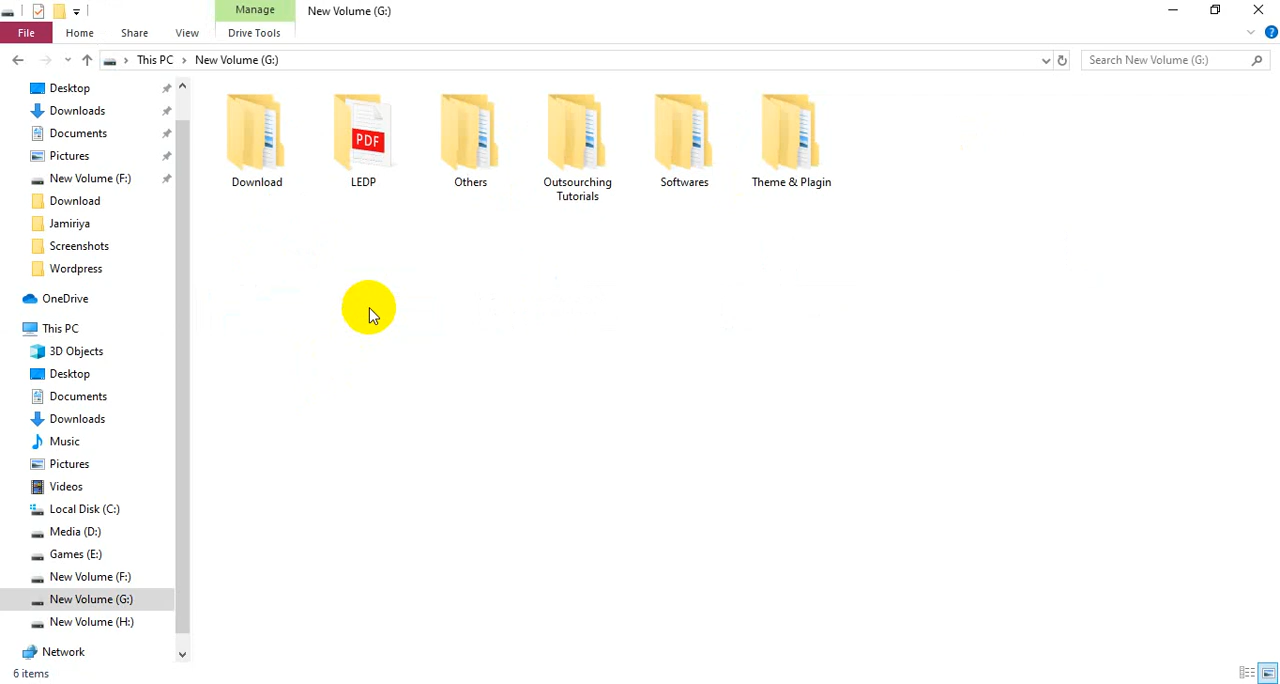 Manage
New Volume (G:)
File
Home
Share
View
Drive Tools
This PC
New Volume (G:)
Search New Volume (G:)
Desktop
Downloads
Documents
Pictures
New Volume (F:)
Download
Jamiriya
Screenshots
Wordpress
OneDrive
This PC
3D Objects
Desktop
Documents
Downloads
Music
Pictures
Videos
Local Disk (C:)
Media (D:)
Games (E:)
New Volume (F:)
New Volume (G:)
New Volume (H:)
Network
PDF
Download
LEDP
Others
Outsourching
Tutorials
Softwares
Theme & Plagin
6 items